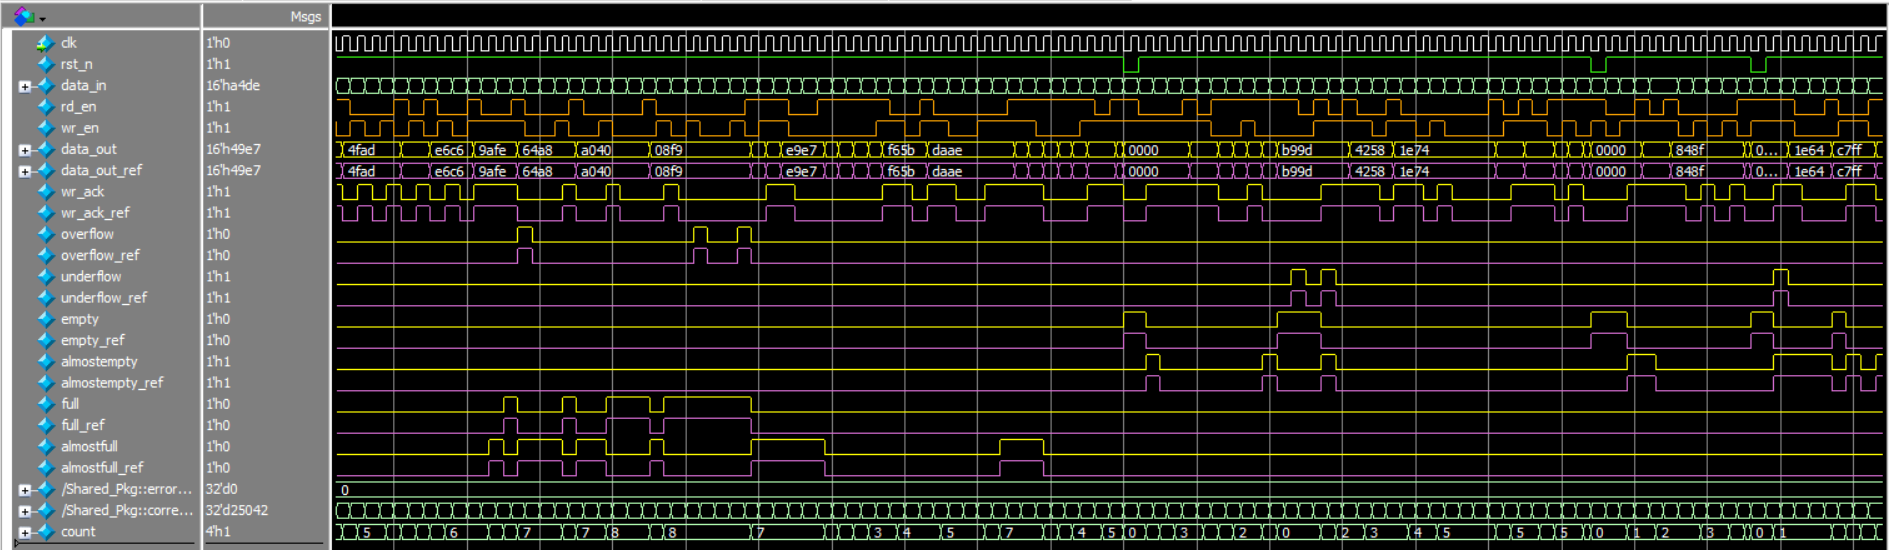 Msgs
clk 1'h0
rst_n 1'h1
data_in 16'ha4de
rd_en 1'h1
wr_en 1'h1
data_out 16'h49e7 4fad e6c6 9afe 64a8 a040 08f9 e9e7 f65b daae 0000 b99d 4258 1e74 0000 848f 0... 1e64 c7ff
data_out_ref 16'h49e7 4fad e6c6 9afe 64a8 a040 08f9 e9e7 f65b daae 0000 b99d 4258 1e74 0000 848f 0... 1e64 c7ff
wr_ack 1'h1
wr_ack_ref 1'h1
overflow 1'h0
overflow_ref 1'h0
underflow 1'h1
underflow_ref 1'h1
empty 1'h0
empty_ref 1'h0
almostempty 1'h1
almostempty_ref 1'h1
full 1'h0
full_ref 1'h0
almostfull 1'h0
almostfull_ref 1'h0
/Shared_Pkg::error... 32'd0 0
/Shared_Pkg::corre... 32'd25042
count 4'h1 5 6 7 7 8 8 7 3 4 5 7 4 5 0 3 2 0 2 3 4 5 5 5 0 1 2 3 0 1